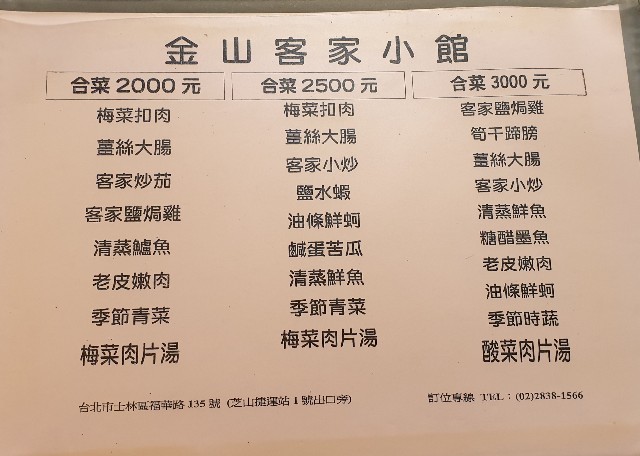 金山客家小館
合菜 2000 元
梅菜扣肉
薑絲大腸
客家炒茄
客家鹽焗雞
清蒸鱸魚
老皮嫩肉
季節青菜
梅菜肉片湯
合菜 2500 元
梅菜扣肉
薑絲大腸
客家小炒
鹽水蝦
油條鮮蚵
鹹蛋苦瓜
清蒸鮮魚
季節青菜
梅菜肉片湯
合菜 3000 元
客家鹽焗雞
筍干蹄膀
薑絲大腸
客家小炒
清蒸鮮魚
糖醋墨魚
老皮嫩肉
油條鮮蚵
季節時蔬
酸菜肉片湯
台北市士林區福華路 135 號 (芝山捷運站 1 號出口旁)
訂位專線 TEL：(02)2838-1566